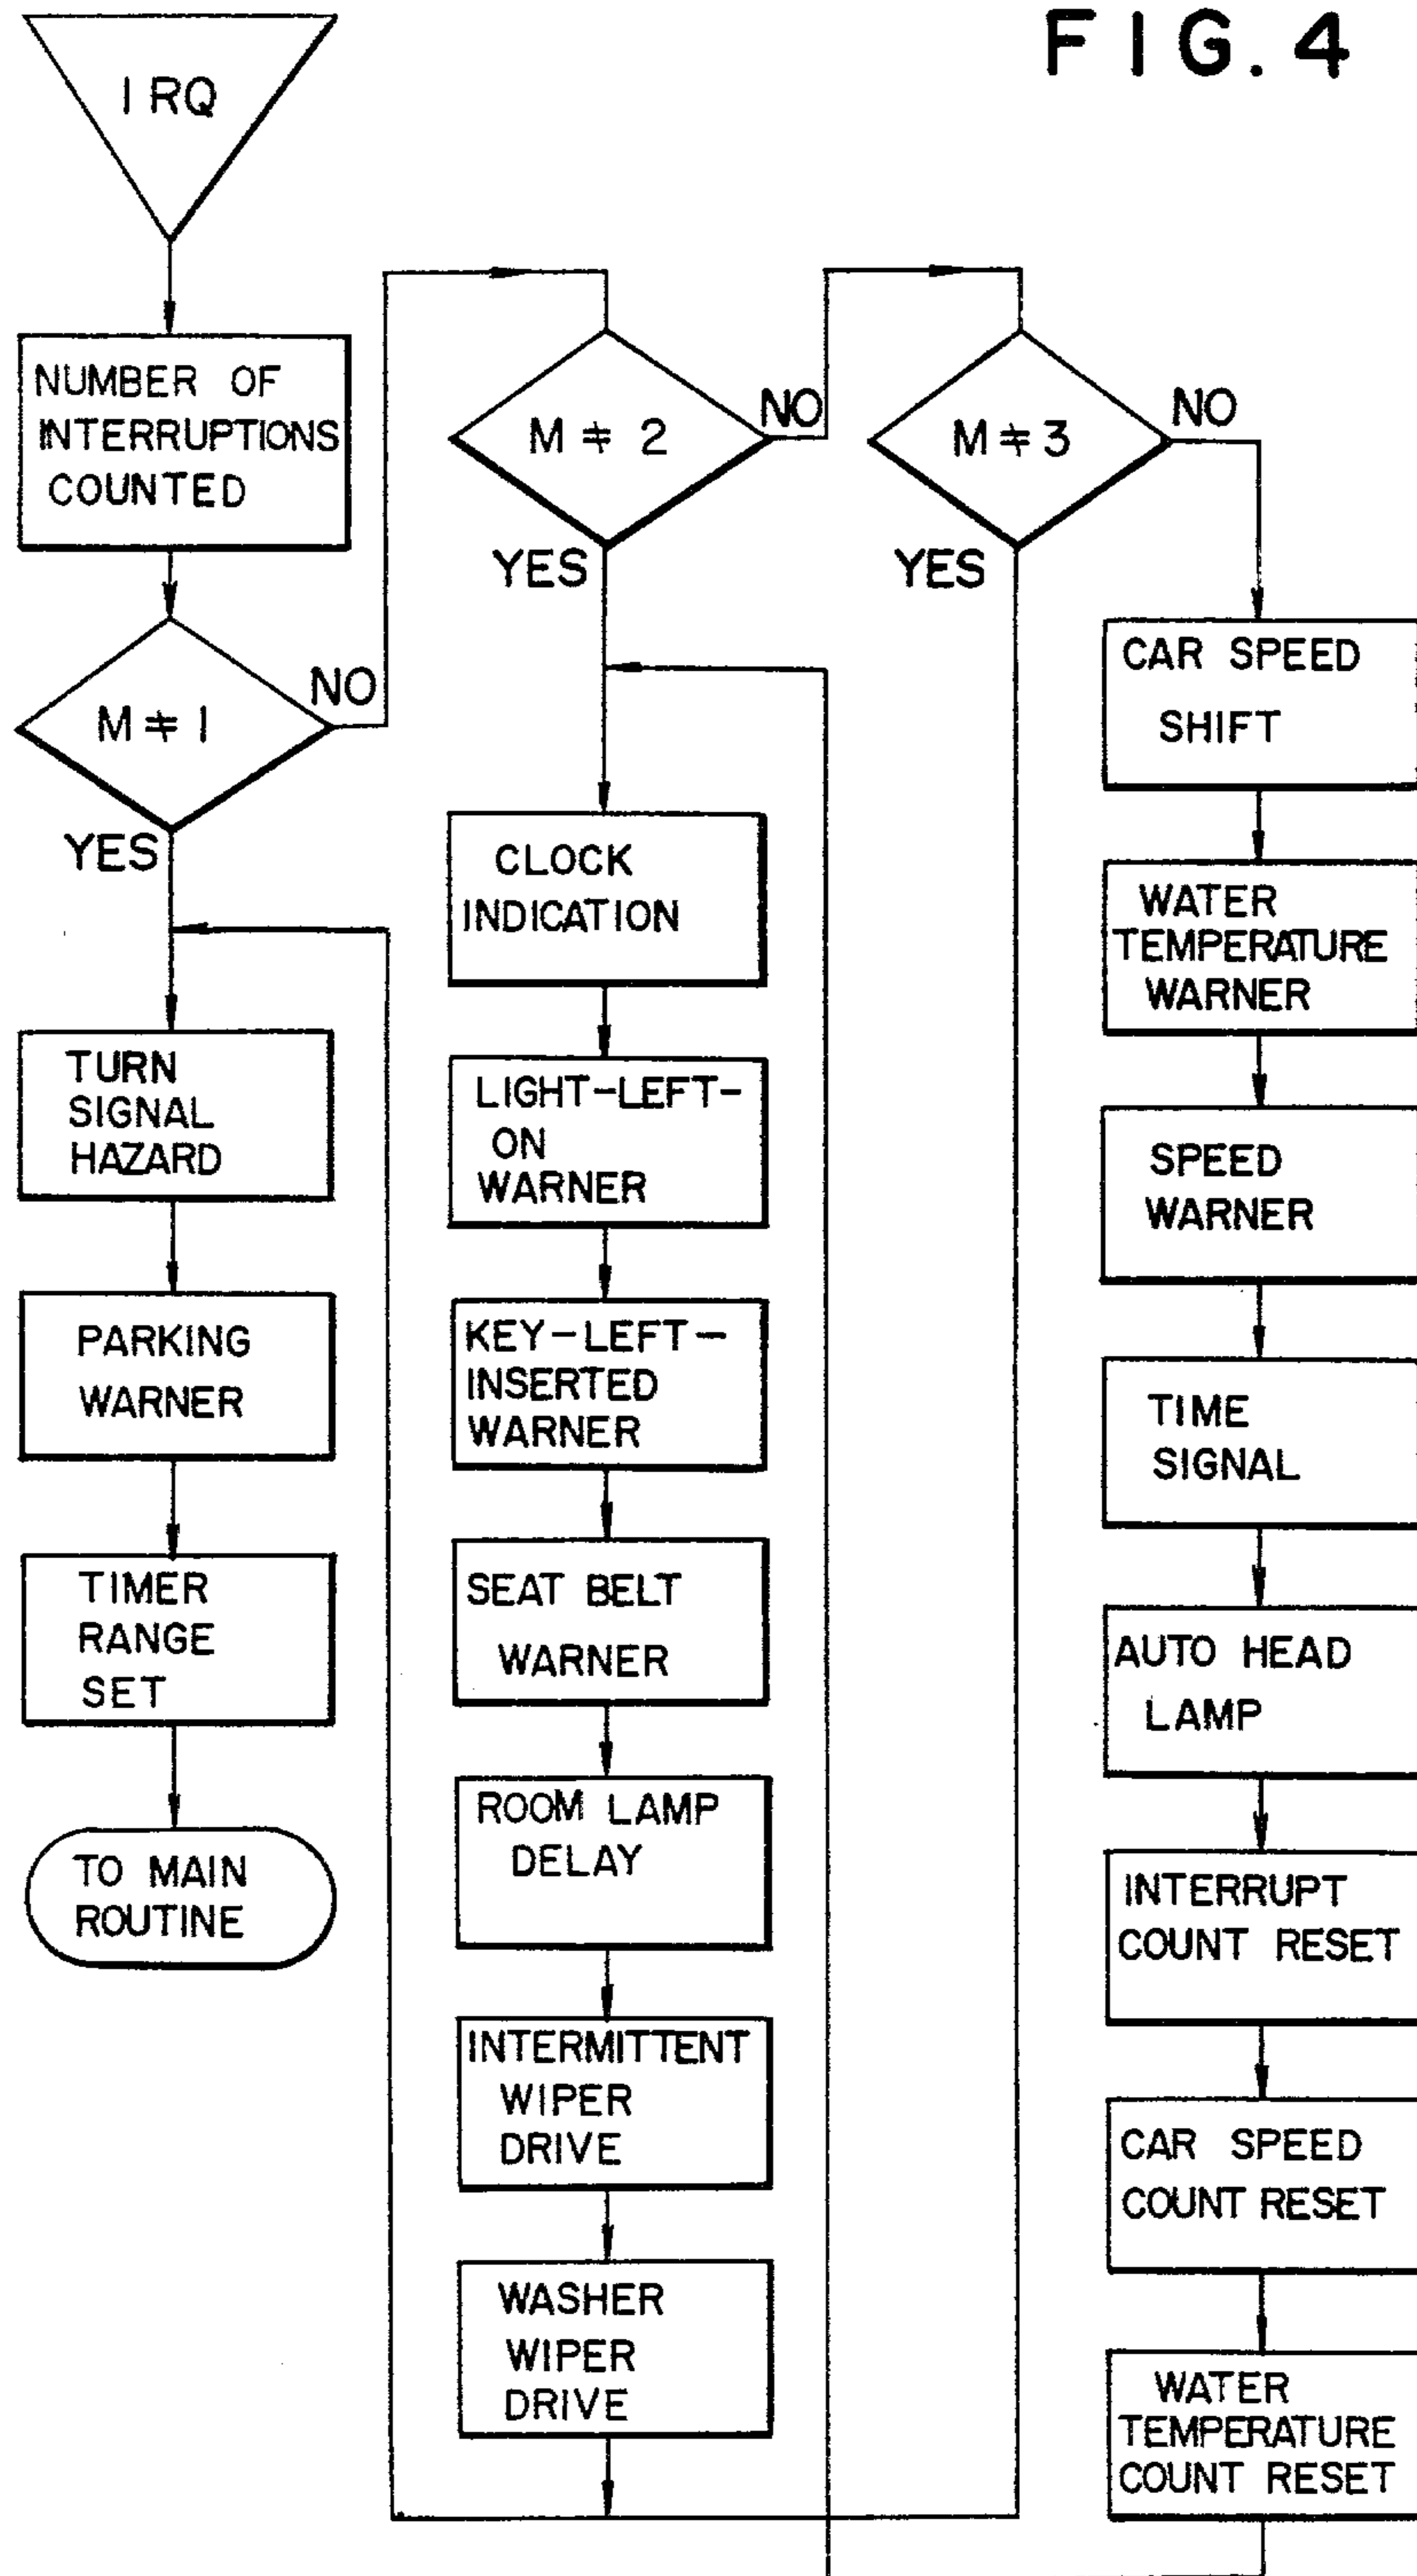 FIG. 4
IRQ
NUMBER OF
INTERRUPTIONS
COUNTED
M ≠ 1
NO
YES
TURN
SIGNAL
HAZARD
PARKING
WARNER
TIMER
RANGE
SET
TO MAIN
ROUTINE
M ≠ 2
NO
YES
CLOCK
INDICATION
LIGHT-LEFT-
ON
WARNER
KEY-LEFT-
INSERTED
WARNER
SEAT BELT
WARNER
ROOM LAMP
DELAY
INTERMITTENT
WIPER
DRIVE
WASHER
WIPER
DRIVE
M ≠ 3
NO
YES
CAR SPEED
SHIFT
WATER
TEMPERATURE
WARNER
SPEED
WARNER
TIME
SIGNAL
AUTO HEAD
LAMP
INTERRUPT
COUNT RESET
CAR SPEED
COUNT RESET
WATER
TEMPERATURE
COUNT RESET